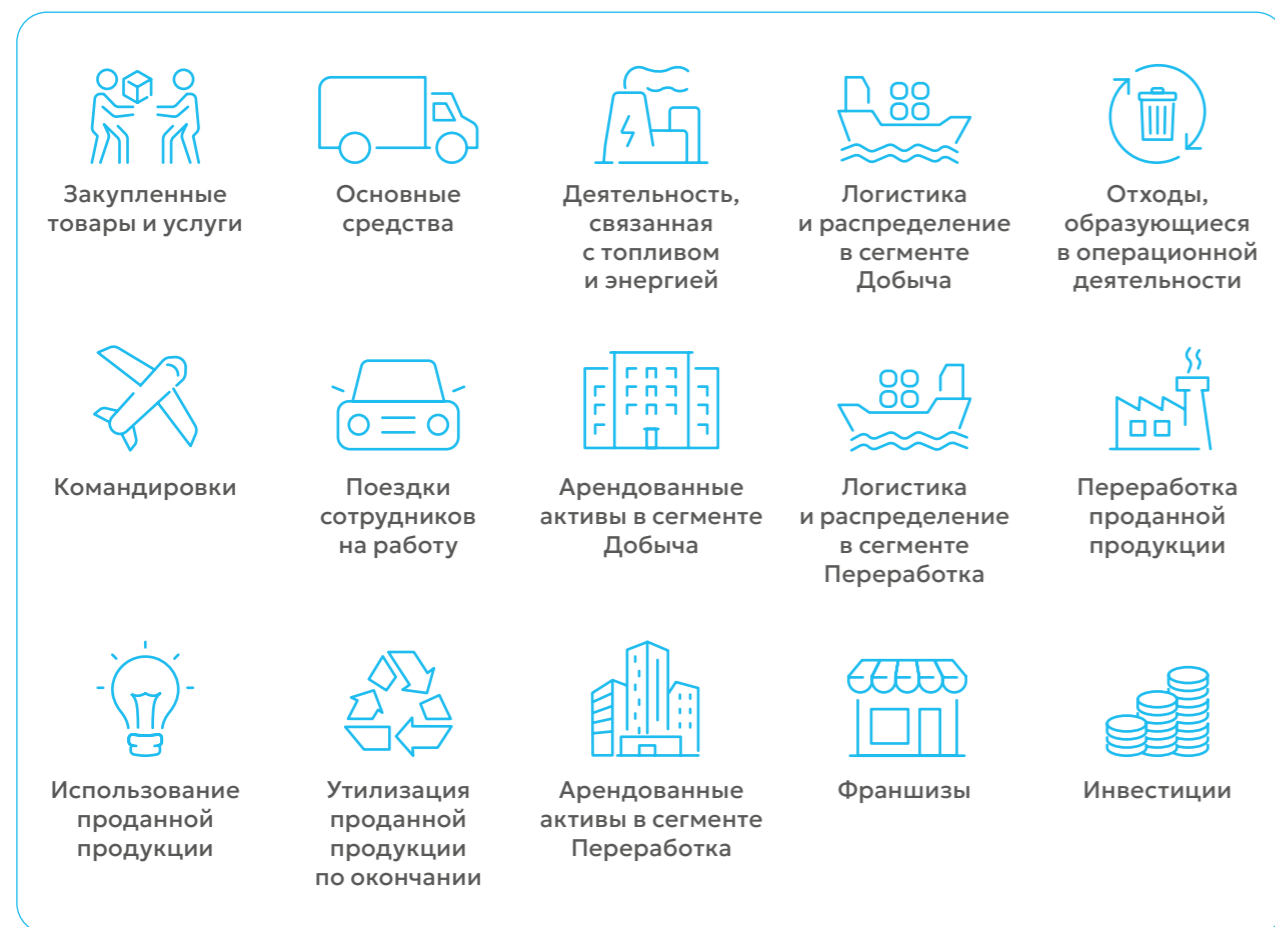 Закупленные
товары и услуги
Основные
средства
Деятельность,
связанная
с топливом
и энергией
Логистика
и распределение
в сегменте
Добыча
Отходы,
образующиеся
в операционной
деятельности
Командировки
Поездки
сотрудников
на работу
Арендованные
активы в сегменте
Добыча
Логистика
и распределение
в сегменте
Переработка
Переработка
проданной
продукции
Использование
проданной
продукции
Утилизация
проданной
продукции
по окончании
Арендованные
активы в сегменте
Переработка
Франшизы
Инвестиции